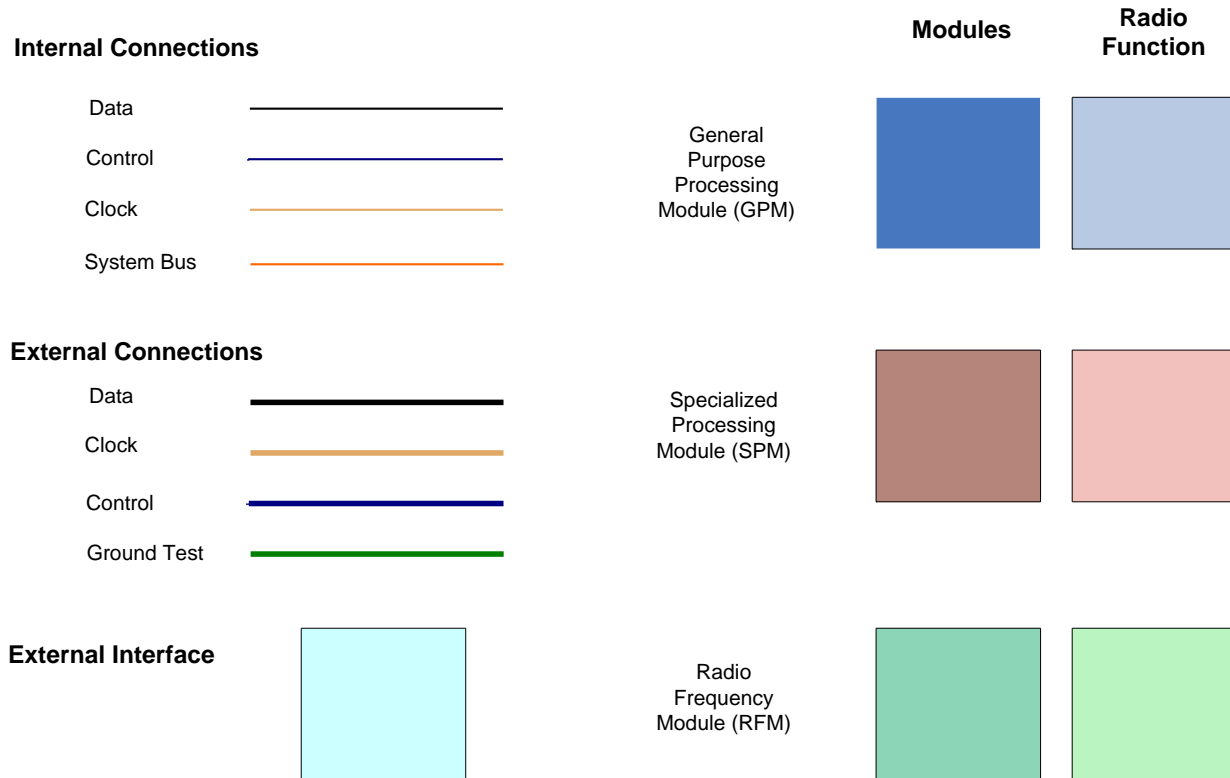 Internal Connections
Data
Control
Clock
System Bus
External Connections
Data
Clock
Control
Ground Test
External Interface
Modules
Radio
Function
General
Purpose
Processing
Module (GPM)
Specialized
Processing
Module (SPM)
Radio
Frequency
Module (RFM)